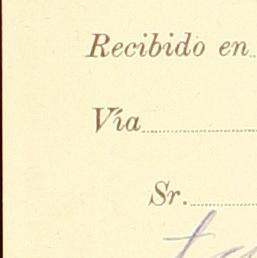 Recibido en
Vía
Sr.